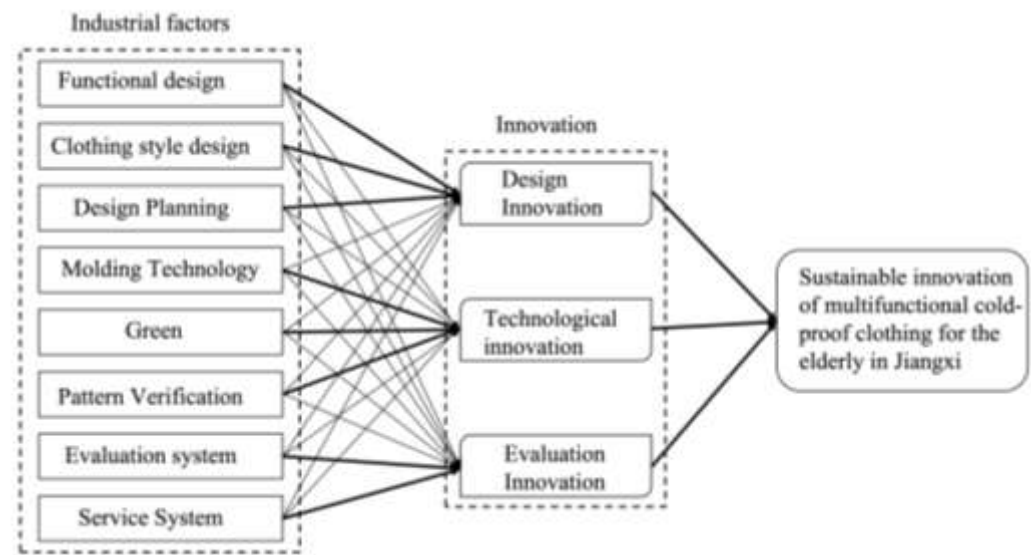 Industrial factors
Functional design
Clothing style design
Design Planning
Molding Technology
Green
Pattern Verification
Evaluation system
Service System
Innovation
Design
Innovation
Technological
innovation
Evaluation
Innovation
Sustainable innovation
of multifunctional cold-
proof clothing for the
elderly in Jiangxi